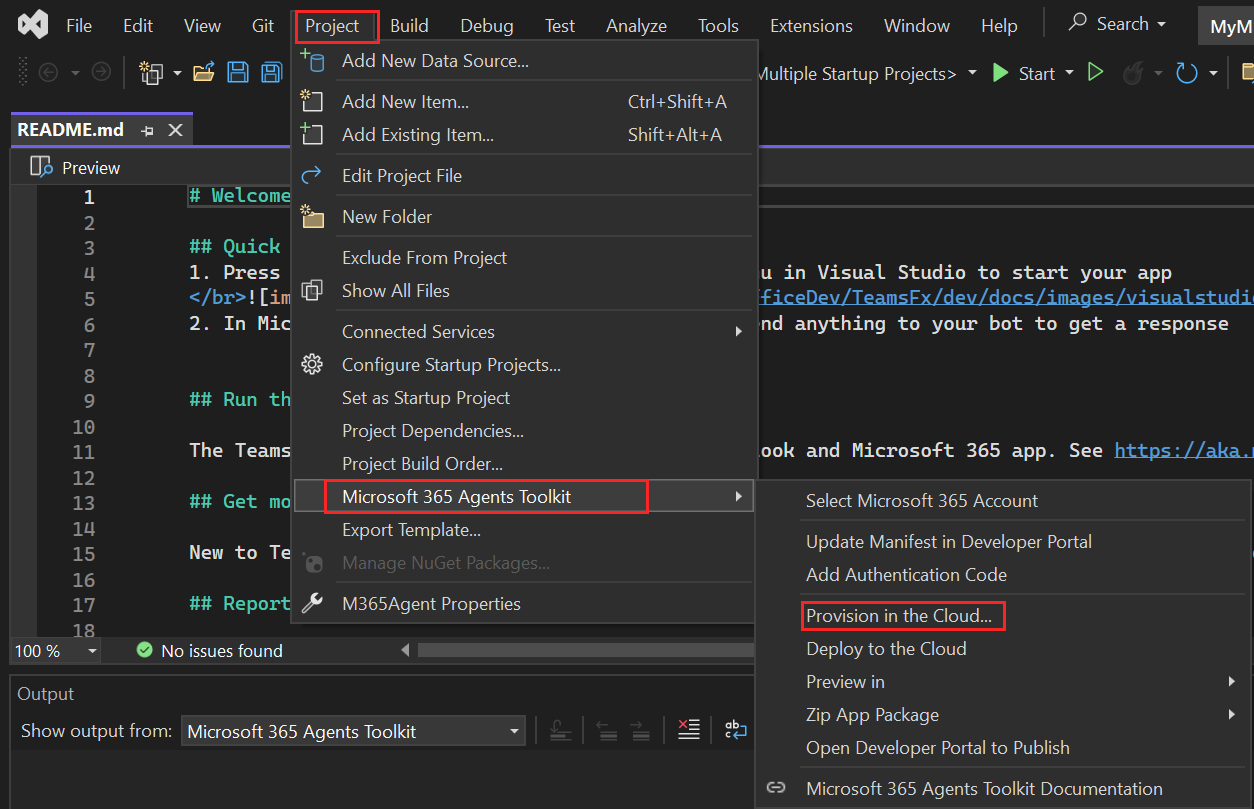 File Edit View Git Project Build Debug Test Analyze Tools Extensions Window Help Search MyM
Multiple Startup Projects> Start
README.md
Preview
Add New Data Source...
Add New Item... Ctrl+Shift+A
Add Existing Item... Shift+Alt+A
Edit Project File
New Folder
Exclude From Project
Show All Files
Connected Services
Configure Startup Projects...
Set as Startup Project
Project Dependencies...
Project Build Order...
Microsoft 365 Agents Toolkit
Export Template...
Manage NuGet Packages...
M365Agent Properties
Select Microsoft 365 Account
Update Manifest in Developer Portal
Add Authentication Code
Provision in the Cloud...
Deploy to the Cloud
Preview in
Zip App Package
Open Developer Portal to Publish
Microsoft 365 Agents Toolkit Documentation
1 # Welcome
2
3 ## Quick
4 1. Press u in Visual Studio to start your app
5 </br>![im fficeDev/TeamsFx/dev/docs/images/visualstudio
6 2. In Mic nd anything to your bot to get a response
7
8
9 ## Run th
10
11 The Teams ook and Microsoft 365 app. See https://aka.
12
13 ## Get mo
14
15 New to Te
16
17 ## Report
18
100 % No issues found
Output
Show output from: Microsoft 365 Agents Toolkit